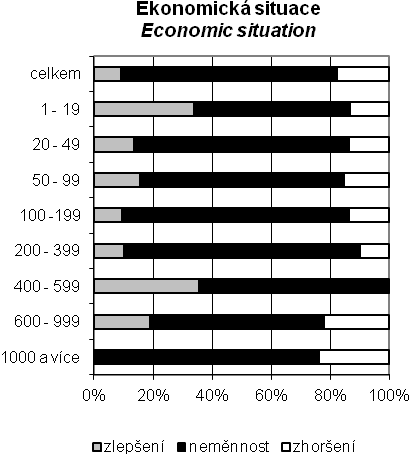 Ekonomická situace
Economic situation
celkem
1 - 19
20 - 49
50 - 99
100 -199
200 - 399
400 - 599
600 - 999
1000 a více
0% 20% 40% 60% 80% 100%
zlepšení neměnnost zhoršení